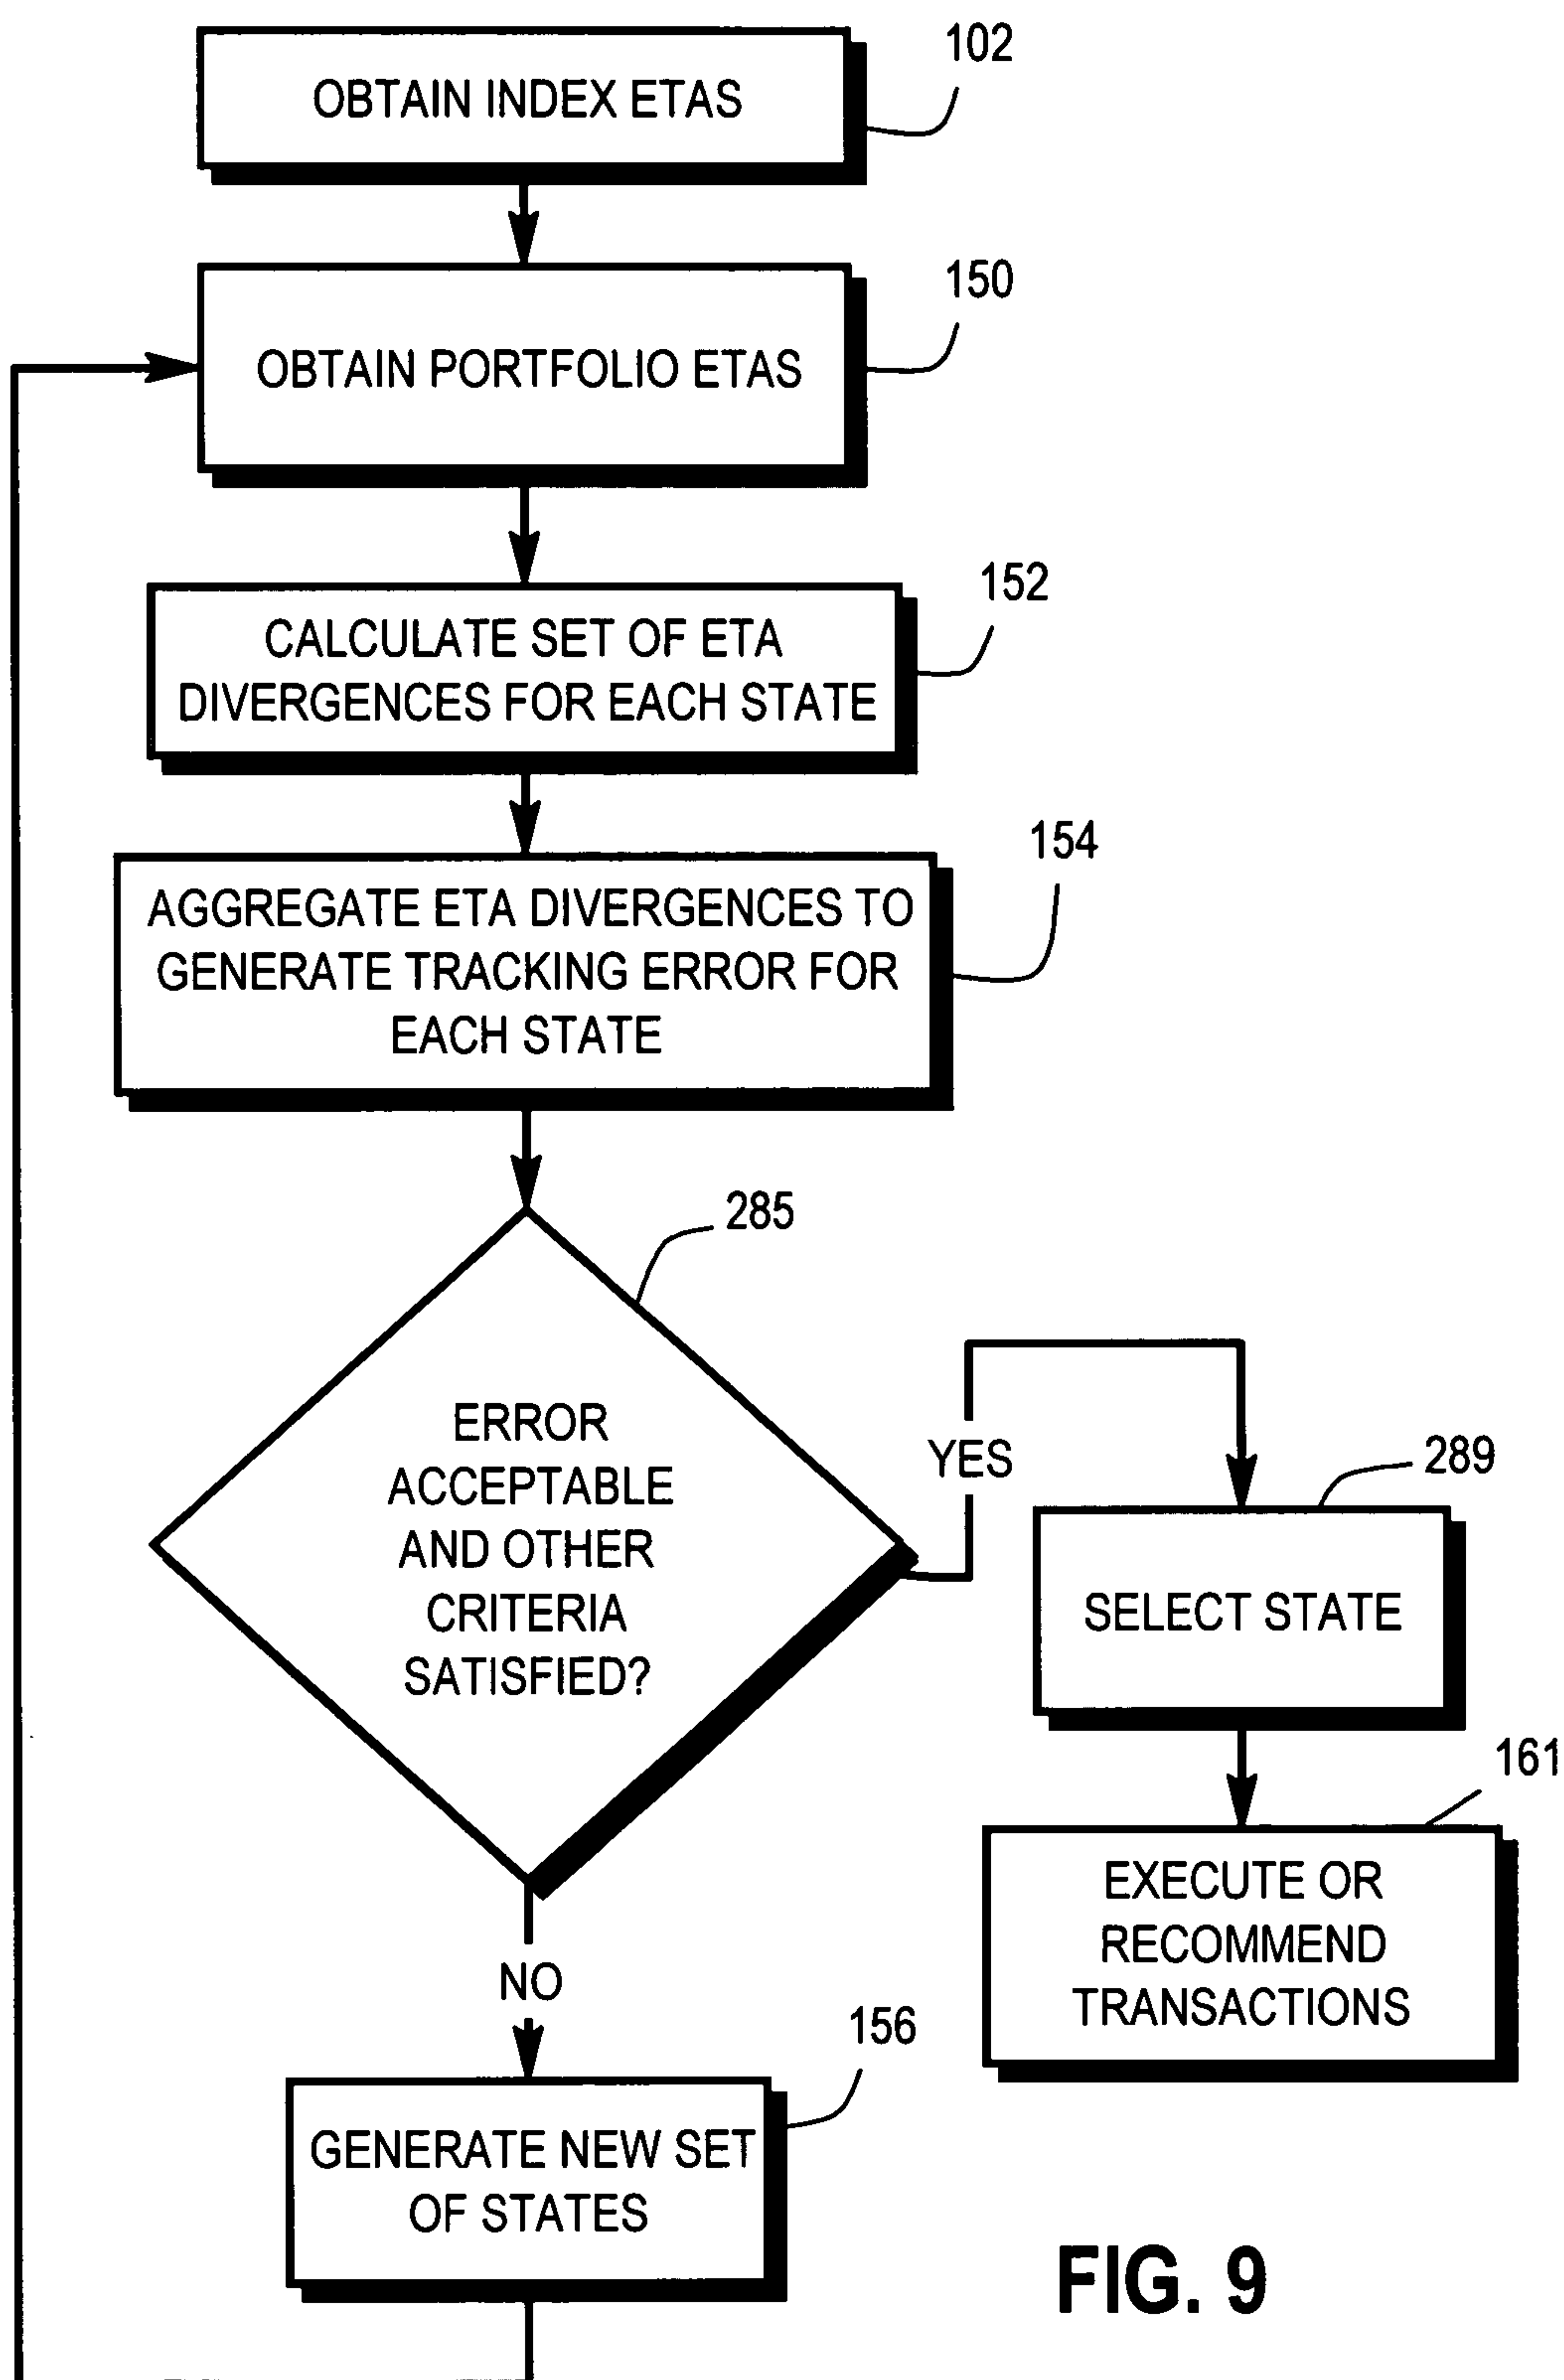 102
OBTAIN INDEX ETAS
150
OBTAIN PORTFOLIO ETAS
152
CALCULATE SET OF ETA
DIVERGENCES FOR EACH STATE
154
AGGREGATE ETA DIVERGENCES TO
GENERATE TRACKING ERROR FOR
EACH STATE
285
ERROR
ACCEPTABLE
AND OTHER
CRITERIA
SATISFIED?
YES
289
SELECT STATE
161
EXECUTE OR
RECOMMEND
TRANSACTIONS
NO
156
GENERATE NEW SET
OF STATES
FIG. 9